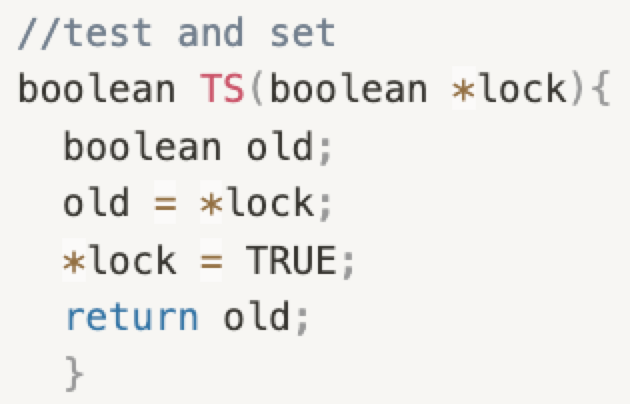 //test and set
boolean TS(boolean *lock){
  boolean old;
  old = *lock;
  *lock = TRUE;
  return old;
  }